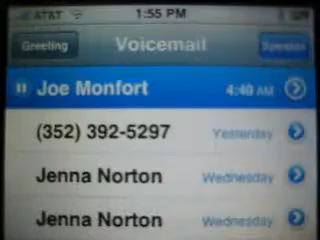 AT&T 1:55 PM
Greeting Voicemail Speaker
Joe Monfort 4:40 AM
(352) 392-5297 Yesterday
Jenna Norton Wednesday
Jenna Norton Wednesday